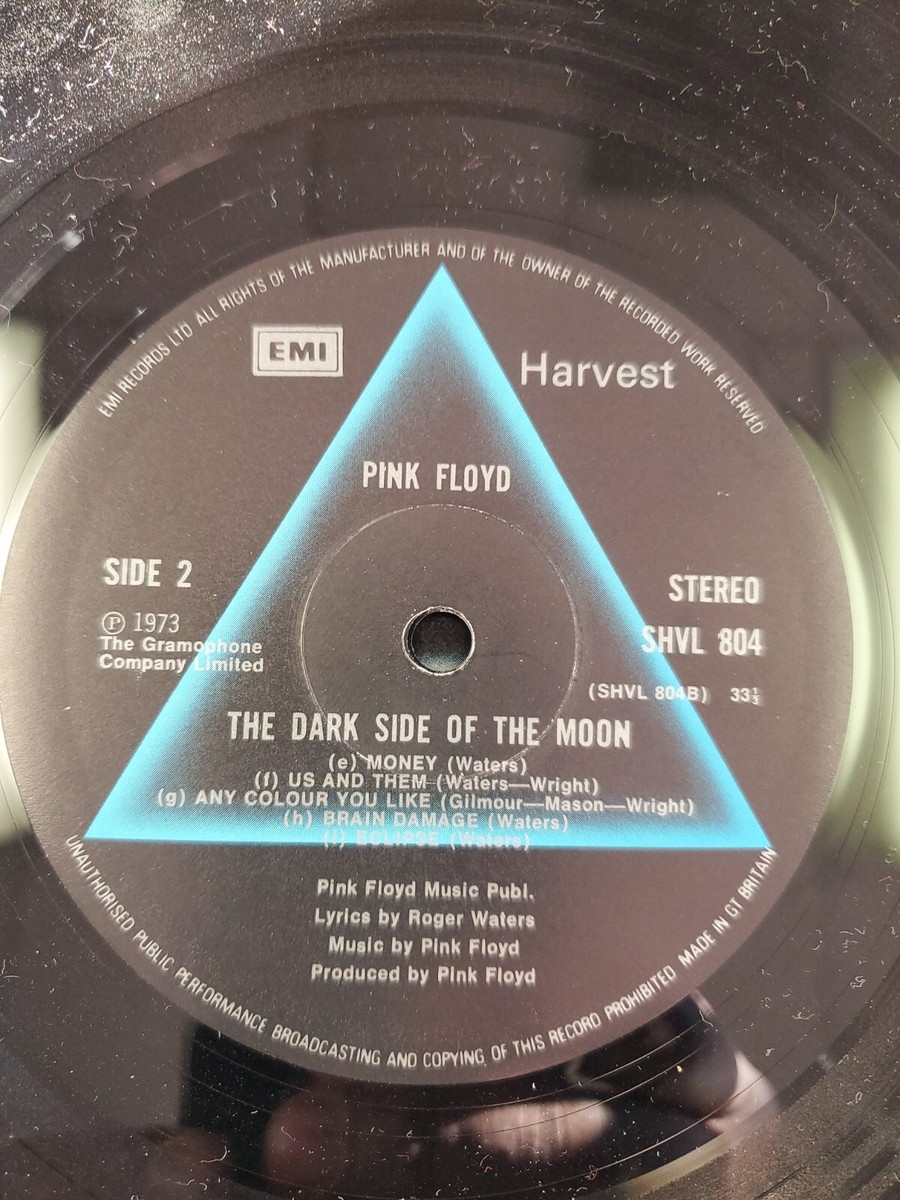 EMI RECORDS LTD ALL RIGHTS OF THE MANUFACTURER AND OF THE OWNER OF THE RECORDED WORK RESERVED
EMI
Harvest
PINK FLOYD
SIDE 2
STEREO
Ⓟ 1973
The Gramophone
Company Limited
SHVL 804
(SHVL 804B) 33⅓
THE DARK SIDE OF THE MOON
(e) MONEY (Waters)
(f) US AND THEM (Waters—Wright)
(g) ANY COLOUR YOU LIKE (Gilmour—Mason—Wright)
(h) BRAIN DAMAGE (Waters)
(i) ECLIPSE (Waters)
Pink Floyd Music Publ.
Lyrics by Roger Waters
Music by Pink Floyd
Produced by Pink Floyd
UNAUTHORISED PUBLIC PERFORMANCE BROADCASTING AND COPYING OF THIS RECORD PROHIBITED MADE IN GT BRITAIN